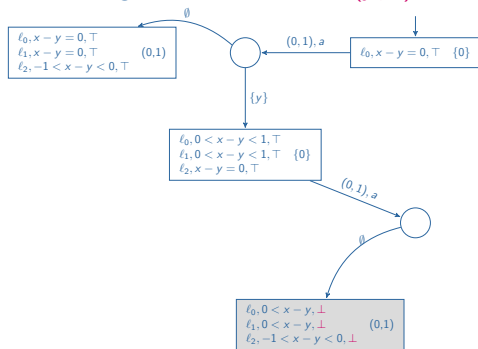 ∅
ℓ₀, x − y = 0, ⊤
ℓ₁, x − y = 0, ⊤ (0,1)
ℓ₂, −1 < x − y < 0, ⊤
(0, 1), a
ℓ₀, x − y = 0, ⊤ {0}
{y}
ℓ₀, 0 < x − y < 1, ⊤
ℓ₁, 0 < x − y < 1, ⊤ {0}
ℓ₂, x − y = 0, ⊤
(0, 1), a
∅
ℓ₀, 0 < x − y, ⊥
ℓ₁, 0 < x − y, ⊥ (0,1)
ℓ₂, −1 < x − y < 0, ⊥